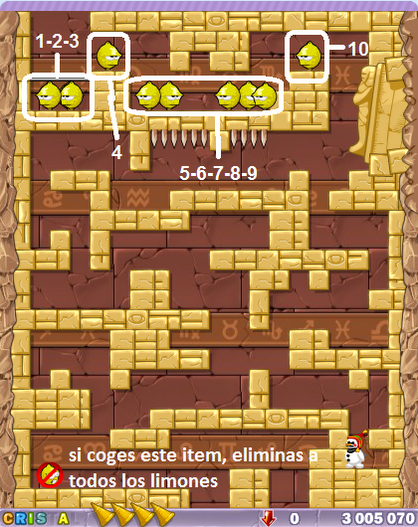 1-2-3
10
4
5-6-7-8-9
si coges este item, eliminas a
todos los limones
CRIS A
0
3 005 070